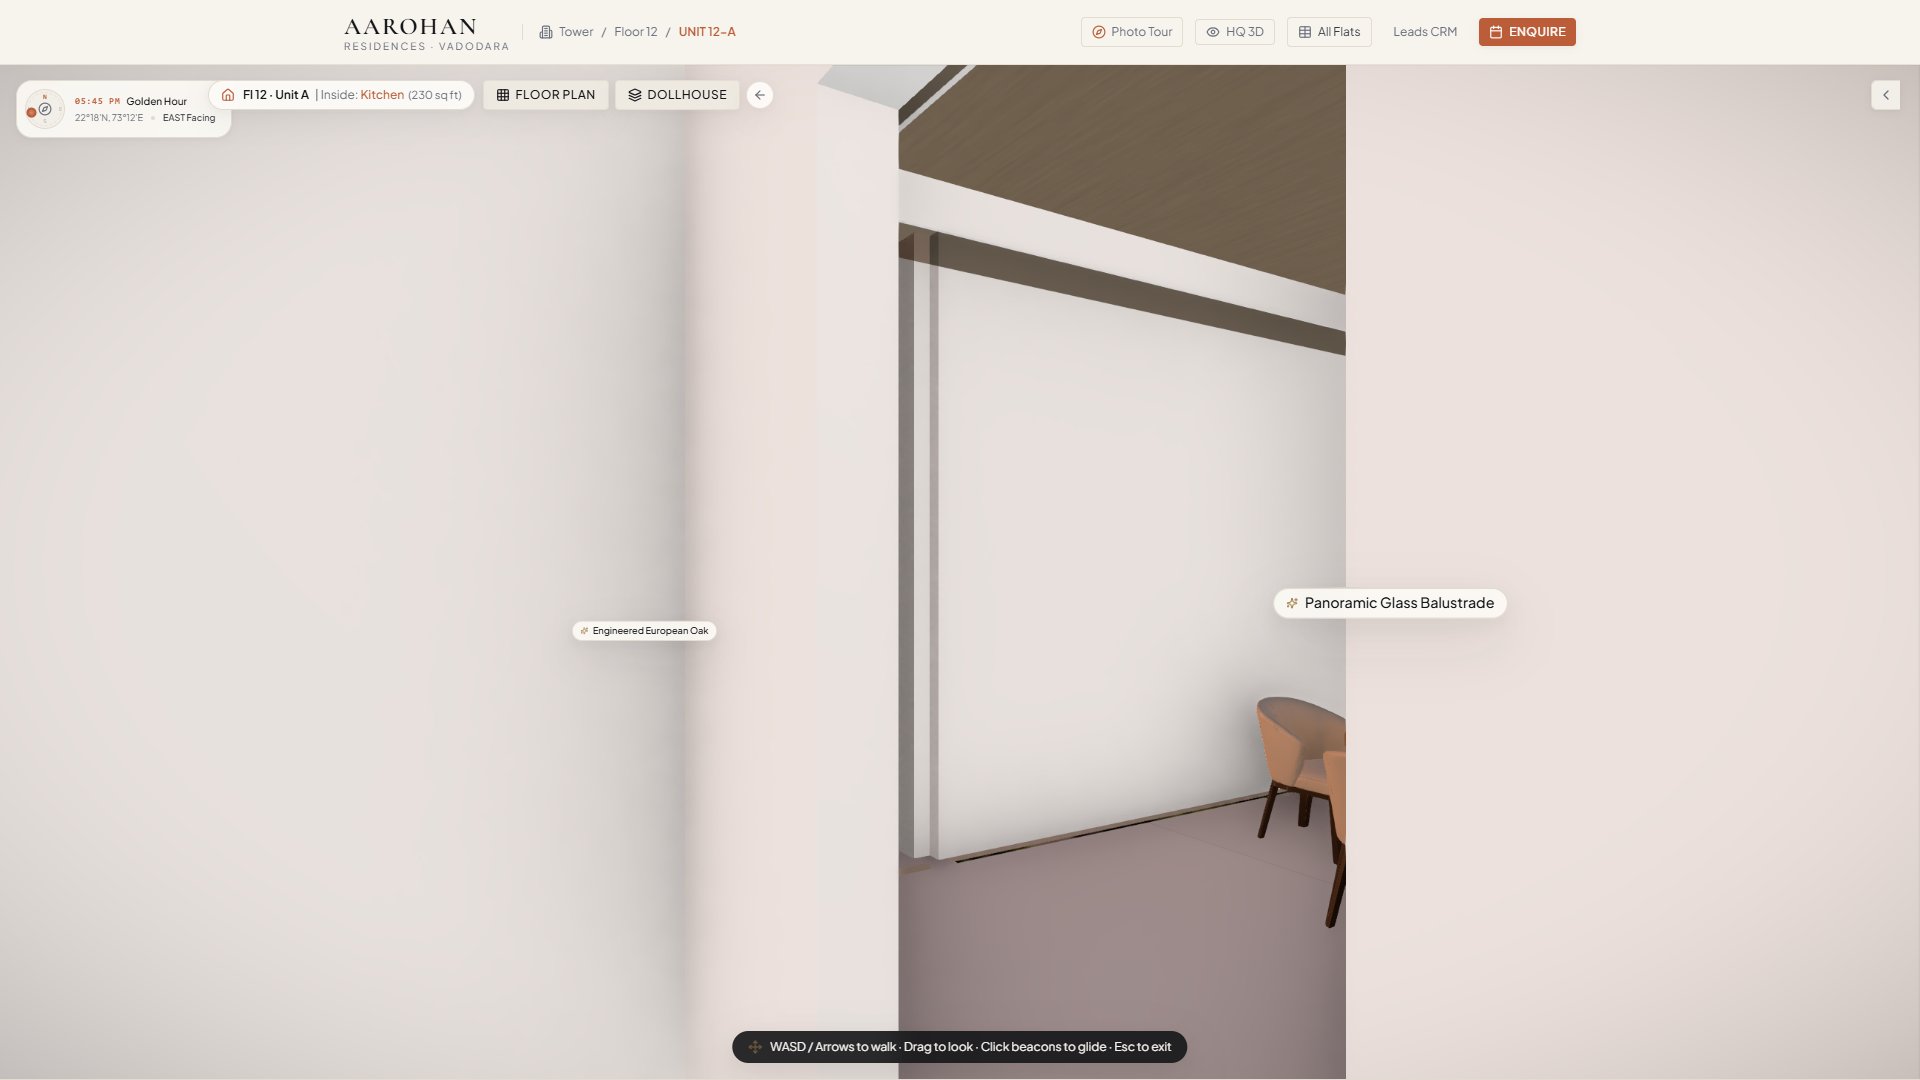 AAROHAN
RESIDENCES · VADODARA
Tower / Floor 12 / UNIT 12-A
Photo Tour
HQ 3D
All Flats
Leads CRM
ENQUIRE
N
05:45 PM Golden Hour
22°18'N, 73°12'E EAST Facing
Fl 12 · Unit A | Inside: Kitchen (230 sq ft)
FLOOR PLAN
DOLLHOUSE
Panoramic Glass Balustrade
Engineered European Oak
WASD / Arrows to walk · Drag to look · Click beacons to glide · Esc to exit